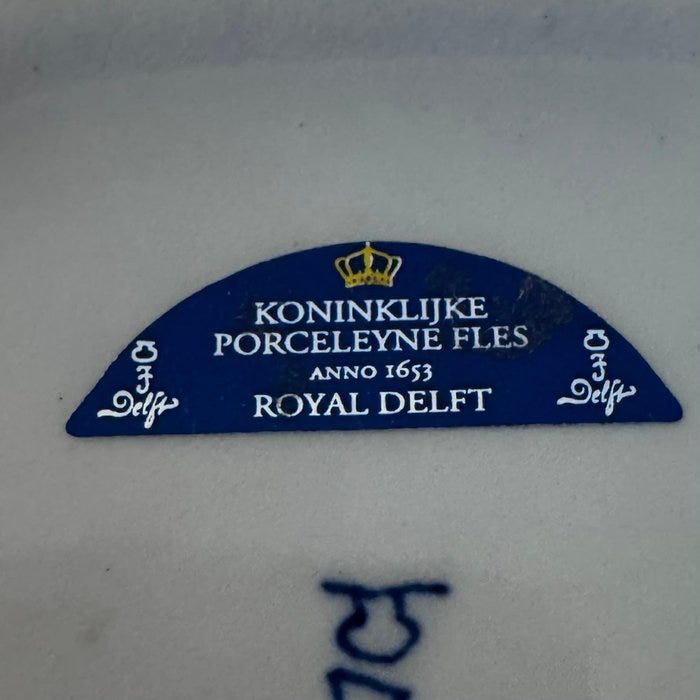 KONINKLIJKE
PORCELEYNE FLES
ANNO 1653
ROYAL DELFT
Delft
Delft